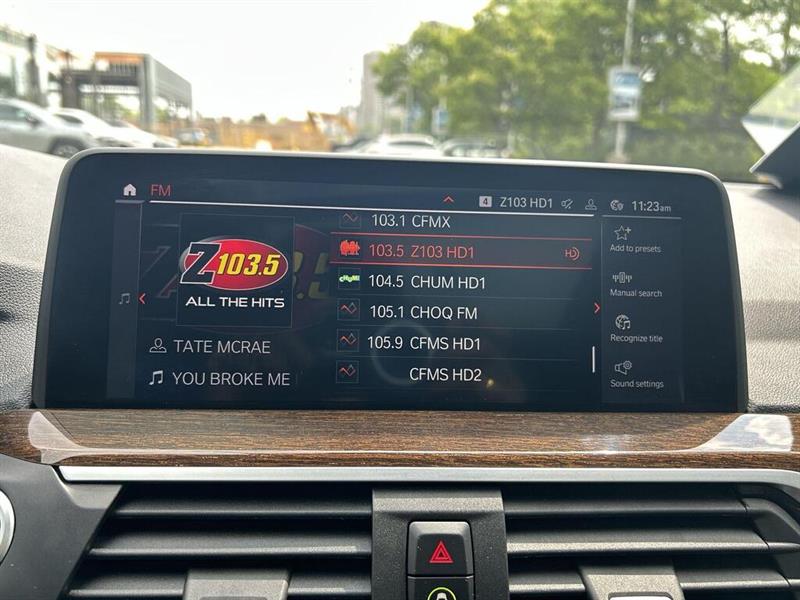 FM
4 Z103 HD1
11:23am
Z103.5
ALL THE HITS
TATE MCRAE
YOU BROKE ME
103.1 CFMX
103.5 Z103 HD1
HD
104.5 CHUM HD1
105.1 CHOQ FM
105.9 CFMS HD1
CFMS HD2
Add to presets
Manual search
Recognize title
Sound settings